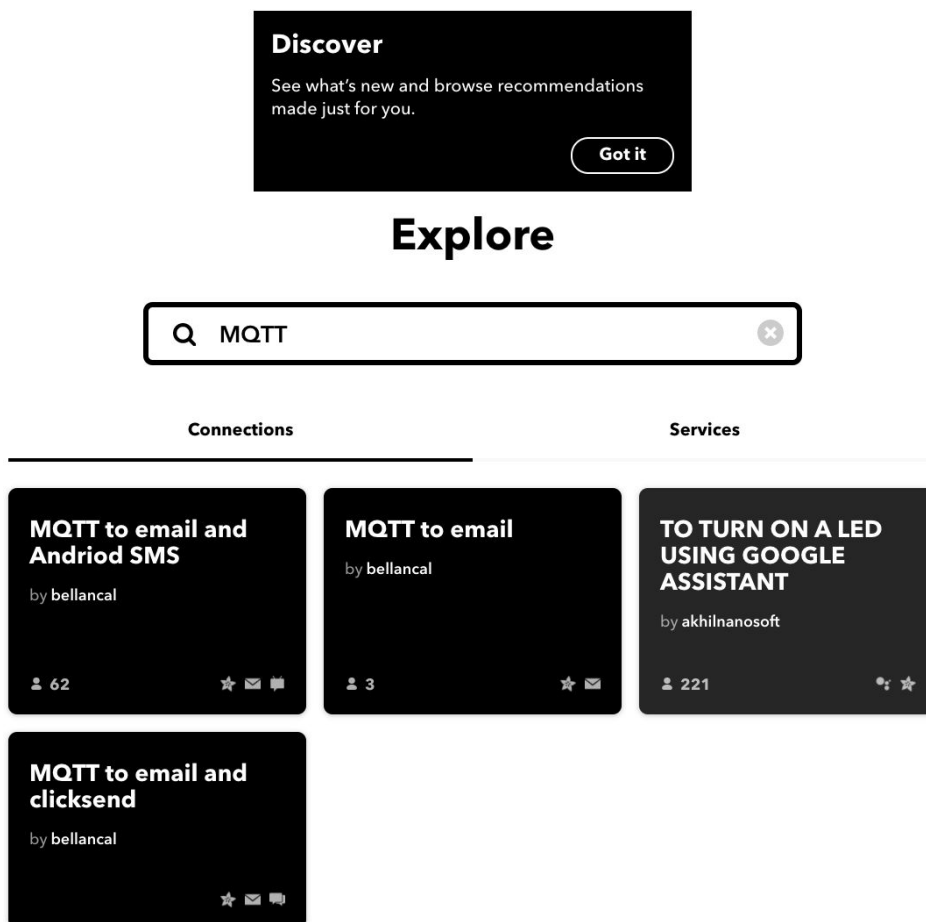 Discover
See what's new and browse recommendations
made just for you.
Got it
Explore
MQTT
Connections
Services
MQTT to email and
Andriod SMS
by bellancal
62
MQTT to email
by bellancal
3
TO TURN ON A LED
USING GOOGLE
ASSISTANT
by akhilnanosoft
221
MQTT to email and
clicksend
by bellancal